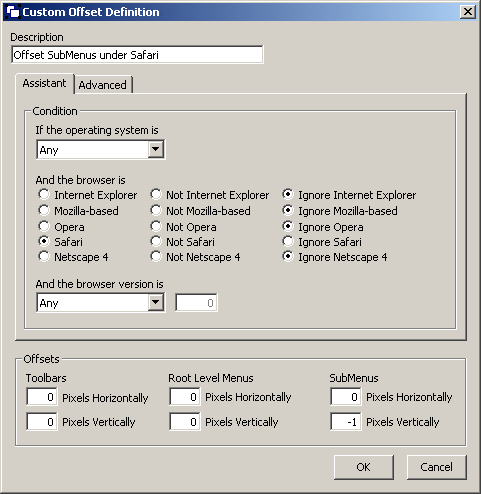 Custom Offset Definition
Description
Offset SubMenus under Safari
Assistant Advanced
Condition
If the operating system is
Any
And the browser is
Internet Explorer Not Internet Explorer Ignore Internet Explorer
Mozilla-based Not Mozilla-based Ignore Mozilla-based
Opera Not Opera Ignore Opera
Safari Not Safari Ignore Safari
Netscape 4 Not Netscape 4 Ignore Netscape 4
And the browser version is
Any 0
Offsets
Toolbars Root Level Menus SubMenus
0 Pixels Horizontally 0 Pixels Horizontally 0 Pixels Horizontally
0 Pixels Vertically 0 Pixels Vertically -1 Pixels Vertically
OK Cancel